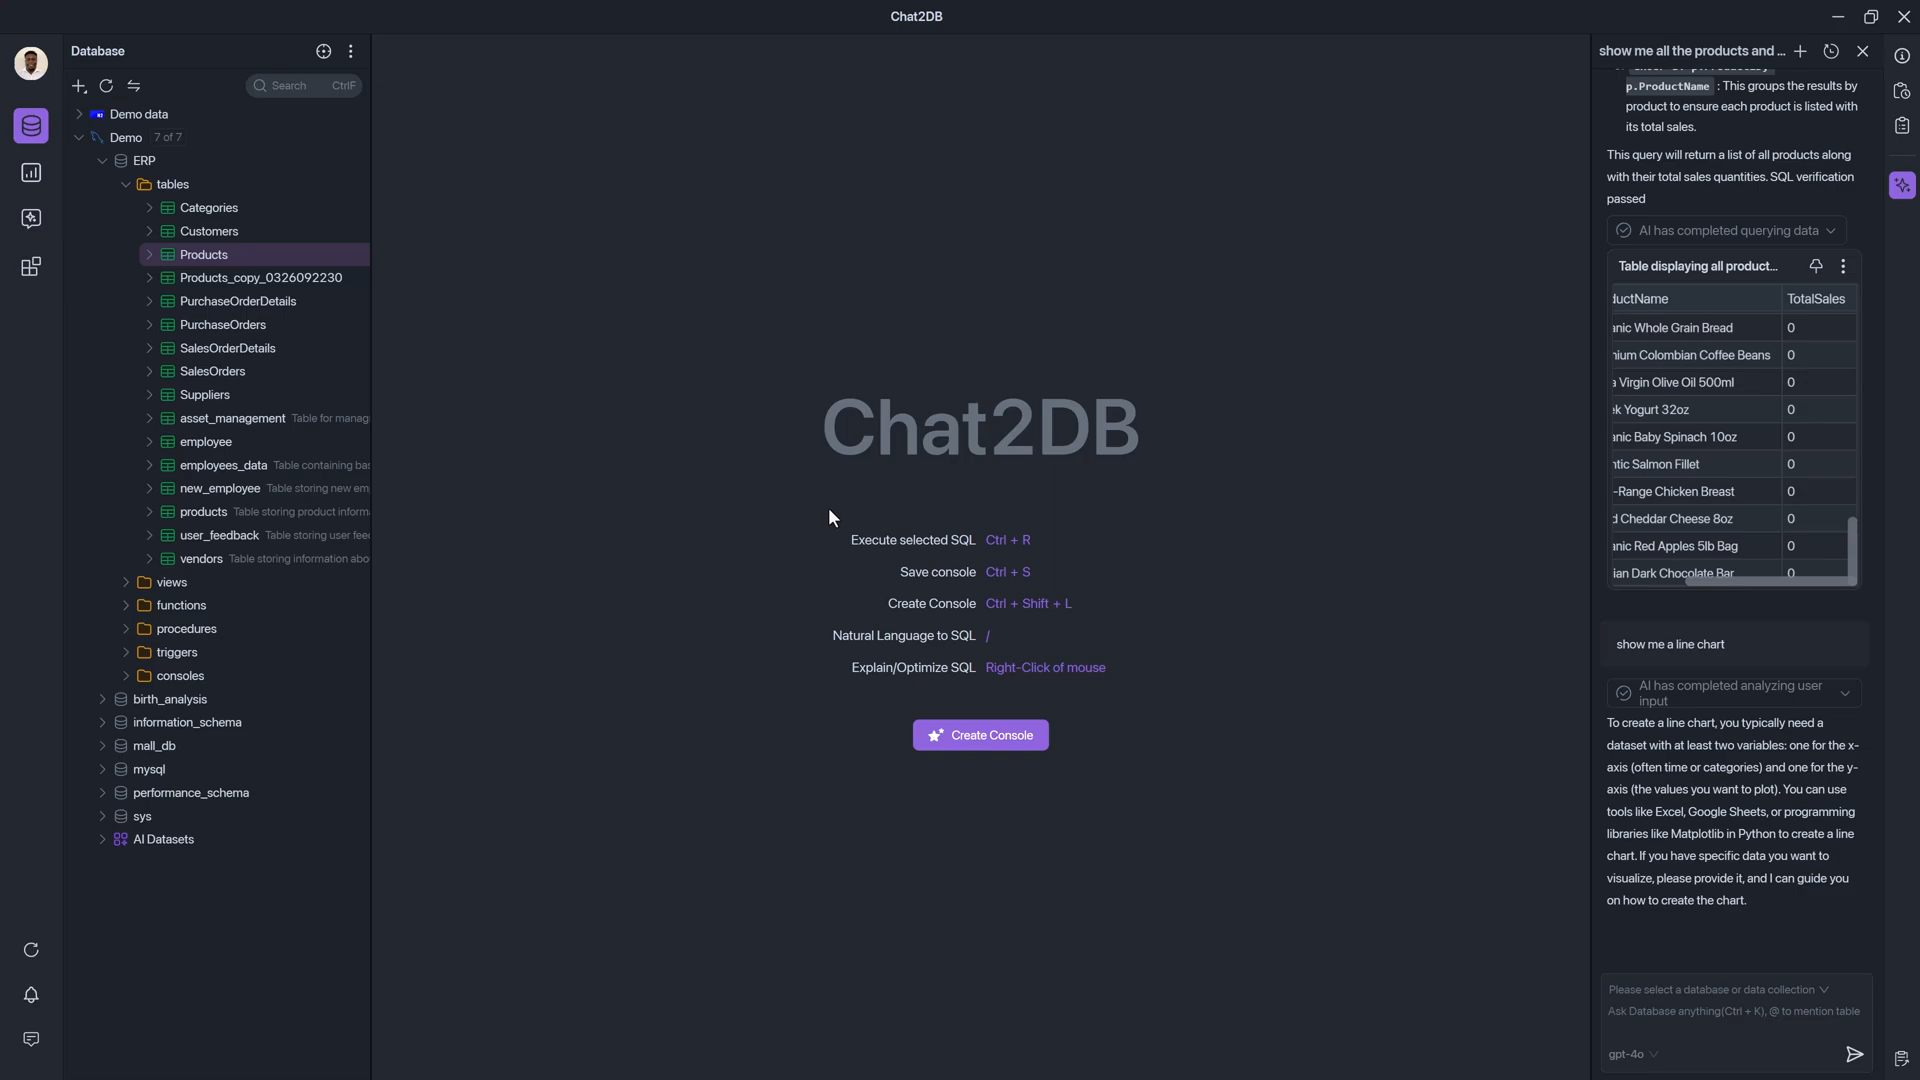 Chat2DB
Database
Search CtrlF
Demo data
Demo 7 of 7
ERP
tables
Categories
Customers
Products
Products_copy_0326092230
PurchaseOrderDetails
PurchaseOrders
SalesOrderDetails
SalesOrders
Suppliers
asset_management Table for manag
employee
employees_data Table containing bas
new_employee Table storing new em
products Table storing product inform
user_feedback Table storing user fee
vendors Table storing information abo
views
functions
procedures
triggers
consoles
birth_analysis
information_schema
mall_db
mysql
performance_schema
sys
AI Datasets
Chat2DB
Execute selected SQL Ctrl + R
Save console Ctrl + S
Create Console Ctrl + Shift + L
Natural Language to SQL /
Explain/Optimize SQL Right-Click of mouse
Create Console
show me all the products and ...
p.ProductName : This groups the results by
product to ensure each product is listed with
its total sales.
This query will return a list of all products along
with their total sales quantities. SQL verification
passed
AI has completed querying data
Table displaying all product...
ductName TotalSales
anic Whole Grain Bread 0
nium Colombian Coffee Beans 0
a Virgin Olive Oil 500ml 0
ek Yogurt 32oz 0
anic Baby Spinach 10oz 0
ntic Salmon Fillet 0
-Range Chicken Breast 0
d Cheddar Cheese 8oz 0
anic Red Apples 5lb Bag 0
ian Dark Chocolate Bar 0
show me a line chart
AI has completed analyzing user
input
To create a line chart, you typically need a
dataset with at least two variables: one for the x-
axis (often time or categories) and one for the y-
axis (the values you want to plot). You can use
tools like Excel, Google Sheets, or programming
libraries like Matplotlib in Python to create a line
chart. If you have specific data you want to
visualize, please provide it, and I can guide you
on how to create the chart.
Please select a database or data collection
Ask Database anything(Ctrl + K), @ to mention table
gpt-4o